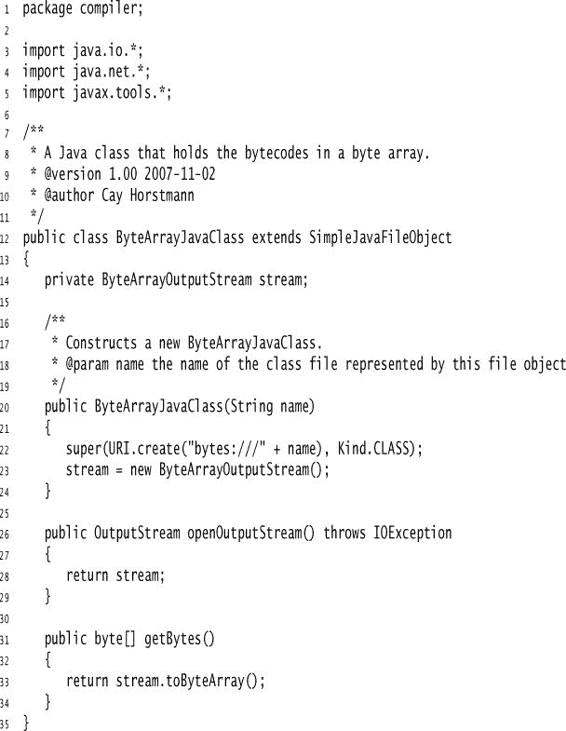 1 package compiler;
2
3 import java.io.*;
4 import java.net.*;
5 import javax.tools.*;
6
7 /**
8  * A Java class that holds the bytecodes in a byte array.
9  * @version 1.00 2007-11-02
10  * @author Cay Horstmann
11  */
12 public class ByteArrayJavaClass extends SimpleJavaFileObject
13 {
14    private ByteArrayOutputStream stream;
15
16    /**
17     * Constructs a new ByteArrayJavaClass.
18     * @param name the name of the class file represented by this file object
19     */
20    public ByteArrayJavaClass(String name)
21    {
22       super(URI.create("bytes:///" + name), Kind.CLASS);
23       stream = new ByteArrayOutputStream();
24    }
25
26    public OutputStream openOutputStream() throws IOException
27    {
28       return stream;
29    }
30
31    public byte[] getBytes()
32    {
33       return stream.toByteArray();
34    }
35 }